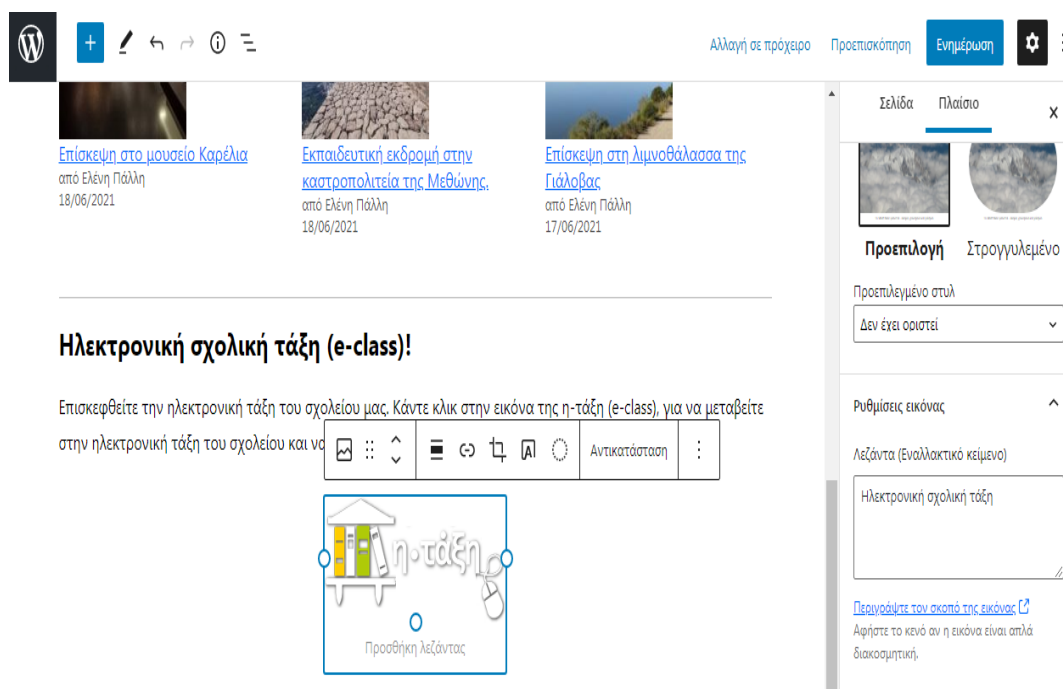 Αλλαγή σε πρόχειρο
Προεπισκόπηση
Ενημέρωση
Επίσκεψη στο μουσείο Καρέλια
από Ελένη Πάλλη
18/06/2021
Εκπαιδευτική εκδρομή στην
καστροπολιτεία της Μεθώνης.
από Ελένη Πάλλη
18/06/2021
Επίσκεψη στη λιμνοθάλασσα της
Γιάλοβας
από Ελένη Πάλλη
17/06/2021
Ηλεκτρονική σχολική τάξη (e-class)!
Επισκεφθείτε την ηλεκτρονική τάξη του σχολείου μας. Κάντε κλικ στην εικόνα της η-τάξη (e-class), για να μεταβείτε
στην ηλεκτρονική τάξη του σχολείου και
Αντικατάσταση
η·τάξη
Προσθήκη λεζάντας
Σελίδα
Πλαίσιο
Προεπιλογή
Στρογγυλεμένο
Προεπιλεγμένο στυλ
Δεν έχει οριστεί
Ρυθμίσεις εικόνας
Λεζάντα (Εναλλακτικό κείμενο)
Ηλεκτρονική σχολική τάξη
Περιγράψτε τον σκοπό της εικόνας
Αφήστε το κενό αν η εικόνα είναι απλά
διακοσμητική.